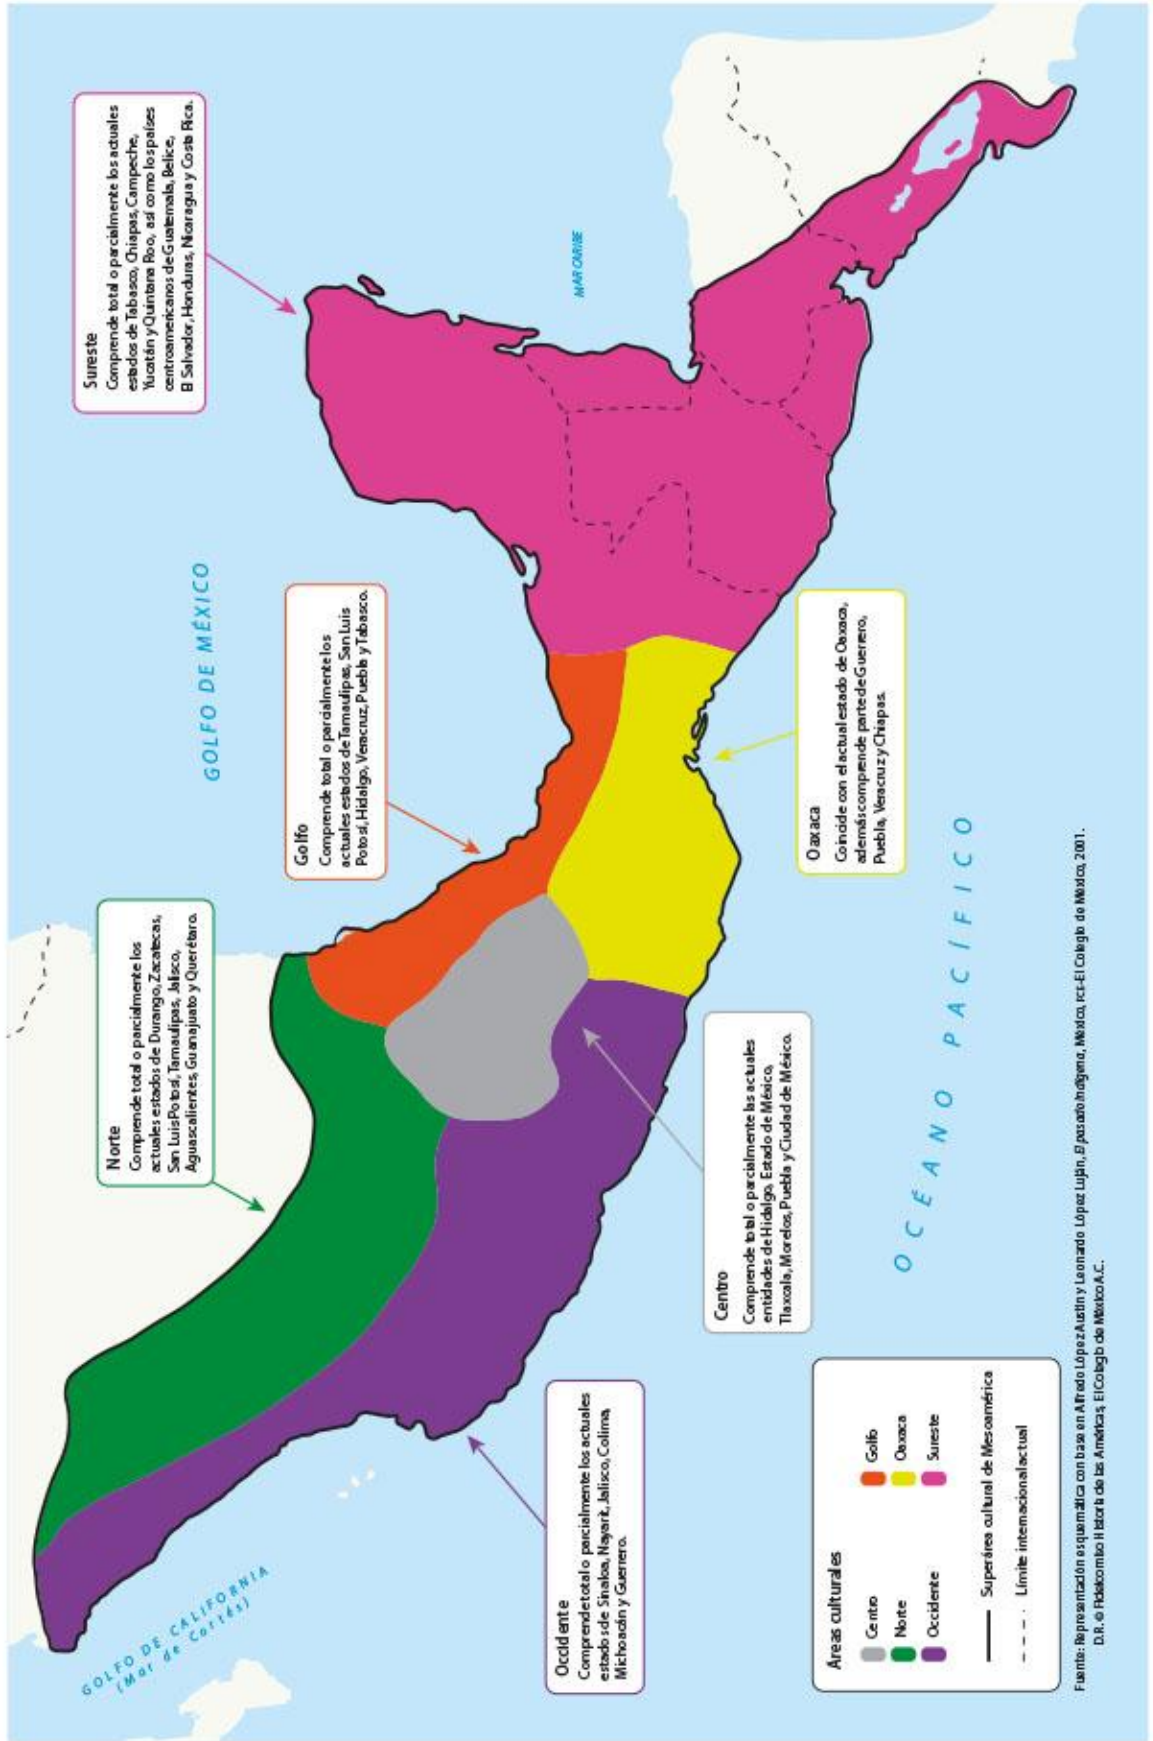 Sureste
Comprende total o parcialmente los actuales
estados de Tabasco, Chiapas, Campeche,
Yucatán y Quintana Roo, así como los países
centroamericanos de Guatemala, Belice,
El Salvador, Honduras, Nicaragua y Costa Rica.
GOLFO DE MÉXICO
MAR CARIBE
Golfo
Comprende total o parcialmente los
actuales estados de Tamaulipas, San Luis
Potosí, Hidalgo, Veracruz, Puebla y Tabasco.
Norte
Comprende total o parcialmente los
actuales estados de Durango, Zacatecas,
San Luis Potosí, Tamaulipas, Jalisco,
Aguascalientes, Guanajuato y Querétaro.
GOLFO DE CALIFORNIA
(Mar de Cortés)
Oaxaca
Coincide con el actual estado de Oaxaca,
además comprende parte de Guerrero,
Puebla, Veracruz y Chiapas.
Centro
Comprende total o parcialmente las actuales
entidades de Hidalgo, Estado de México,
Tlaxcala, Morelos, Puebla y Ciudad de México.
Occidente
Comprende total o parcialmente los actuales
estados de Sinaloa, Nayarit, Jalisco, Colima,
Michoacán y Guerrero.
OCÉANO PACÍFICO
Áreas culturales
Centro
Norte
Occidente
Golfo
Oaxaca
Sureste
Superárea cultural de Mesoamérica
Límite internacional actual
Fuente: Representación esquemática con base en Alfredo López Austin y Leonardo López Luján, El pasado indígena, México, FCE-El Colegio de México, 2001.
D.R. © Fideicomiso Historia de las Américas, El Colegio de México A.C.